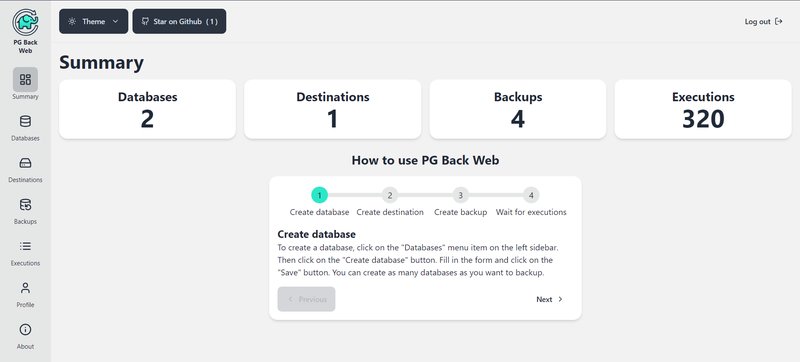 PG Back
Web
Summary
Databases
Destinations
Backups
Executions
Profile
About
Theme
Star on Github ( 1 )
Log out
Summary
Databases
2
Destinations
1
Backups
4
Executions
320
How to use PG Back Web
1
2
3
4
Create database
Create destination
Create backup
Wait for executions
Create database
To create a database, click on the "Databases" menu item on the left sidebar.
Then click on the "Create database" button. Fill in the form and click on the
"Save" button. You can create as many databases as you want to backup.
Previous
Next